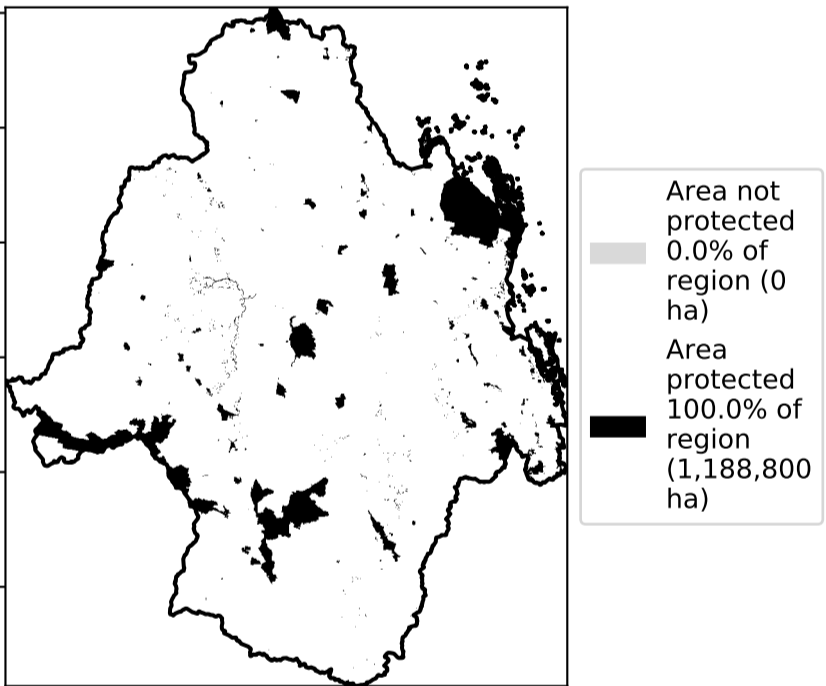 Area not
protected
0.0% of
region (0
ha)
Area
protected
100.0% of
region
(1,188,800
ha)